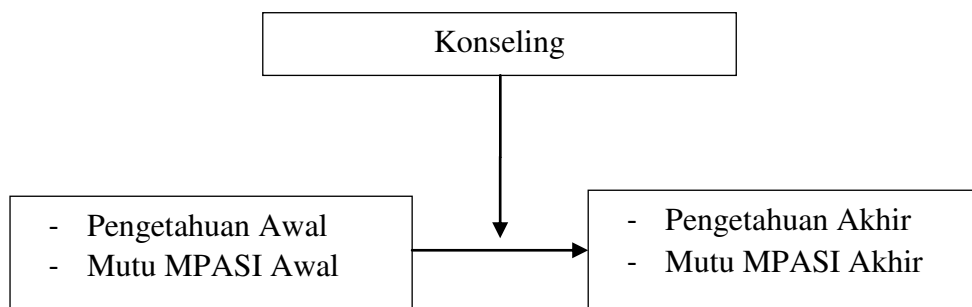 Konseling
- Pengetahuan Awal
- Mutu MPASI Awal
- Pengetahuan Akhir
- Mutu MPASI Akhir